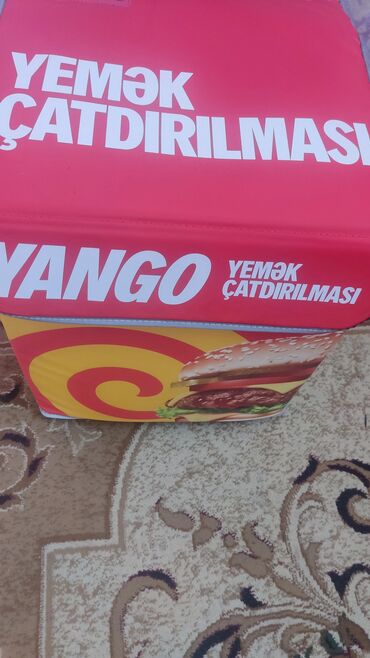 YEMƏK
ÇATDIRILMASI
YANGO YEMƏK
ÇATDIRILMASI